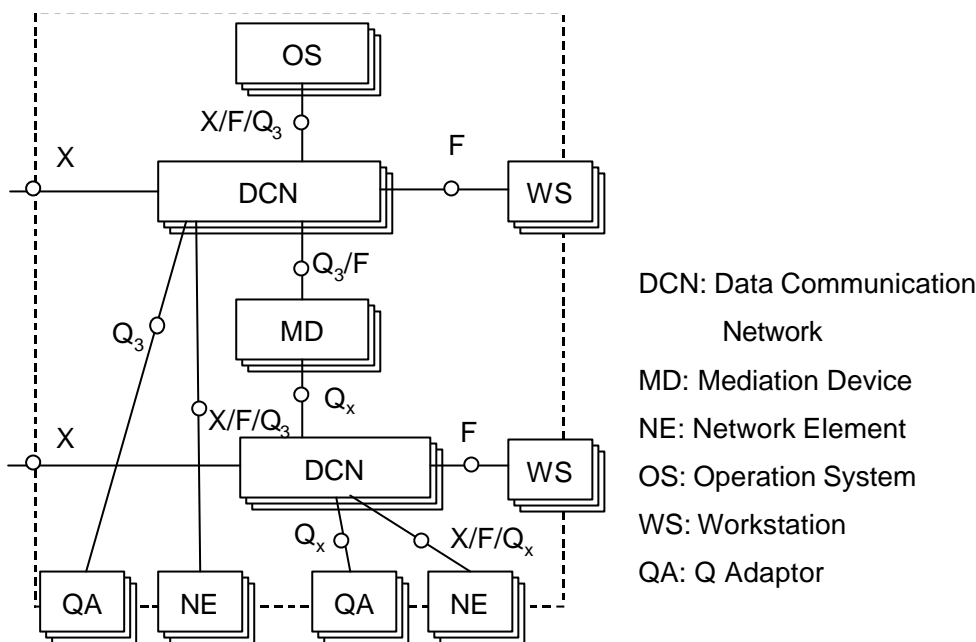 OS
X/F/Q₃
X
F
DCN
WS
Q₃/F
Q₃
MD
Qₓ
X/F/Q₃
X
F
DCN
WS
Qₓ
X/F/Qₓ
QA
NE
QA
NE
DCN: Data Communication
Network
MD: Mediation Device
NE: Network Element
OS: Operation System
WS: Workstation
QA: Q Adaptor